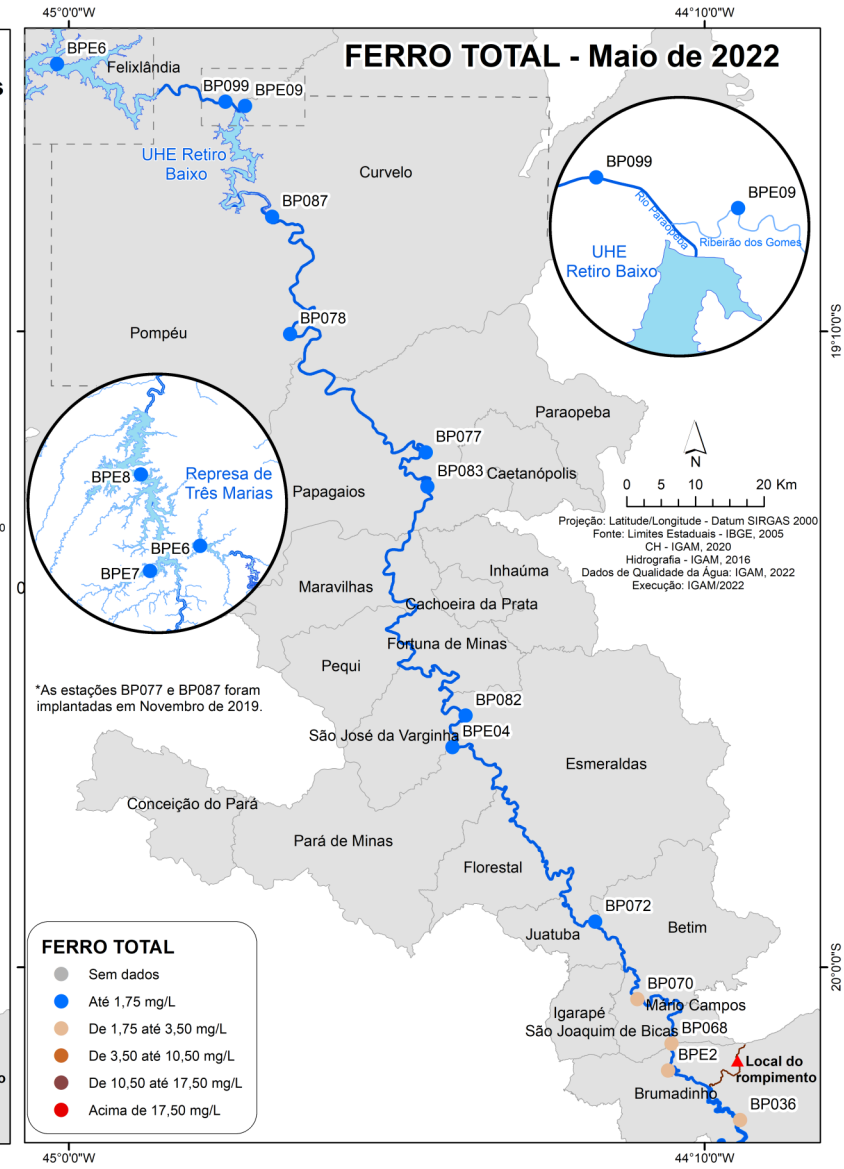 45°0'0"W
44°10'0"W
FERRO TOTAL - Maio de 2022
BPE6
Felixlândia
BP099
BPE09
UHE Retiro
Baixo
Curvelo
BP087
BP078
Pompéu
BP099
BPE09
Rio Paraopeba
Ribeirão dos Gomes
UHE
Retiro Baixo
19°10'0"S
Paraopeba
BP077
BP083
Caetanópolis
Papagaios
N
0 5 10 20 Km
Projeção: Latitude/Longitude - Datum SIRGAS 2000
Fonte: Limites Estaduais - IBGE, 2005
CH - IGAM, 2020
Hidrografia - IGAM, 2016
Dados de Qualidade da Água: IGAM, 2022
Execução: IGAM/2022
BPE8
Represa de
Três Marias
BPE6
BPE7
Inhaúma
Maravilhas
Cachoeira da Prata
Fortuna de Minas
Pequi
*As estações BP077 e BP087 foram
implantadas em Novembro de 2019.
BP082
São José da Varginha
BPE04
Esmeraldas
Conceição do Pará
Pará de Minas
Florestal
BP072
Juatuba
Betim
20°0'0"S
BP070
Mário Campos
Igarapé
São Joaquim de Bicas
BP068
BPE2
Local do
rompimento
Brumadinho
BP036
FERRO TOTAL
Sem dados
Até 1,75 mg/L
De 1,75 até 3,50 mg/L
De 3,50 até 10,50 mg/L
De 10,50 até 17,50 mg/L
Acima de 17,50 mg/L
45°0'0"W
44°10'0"W